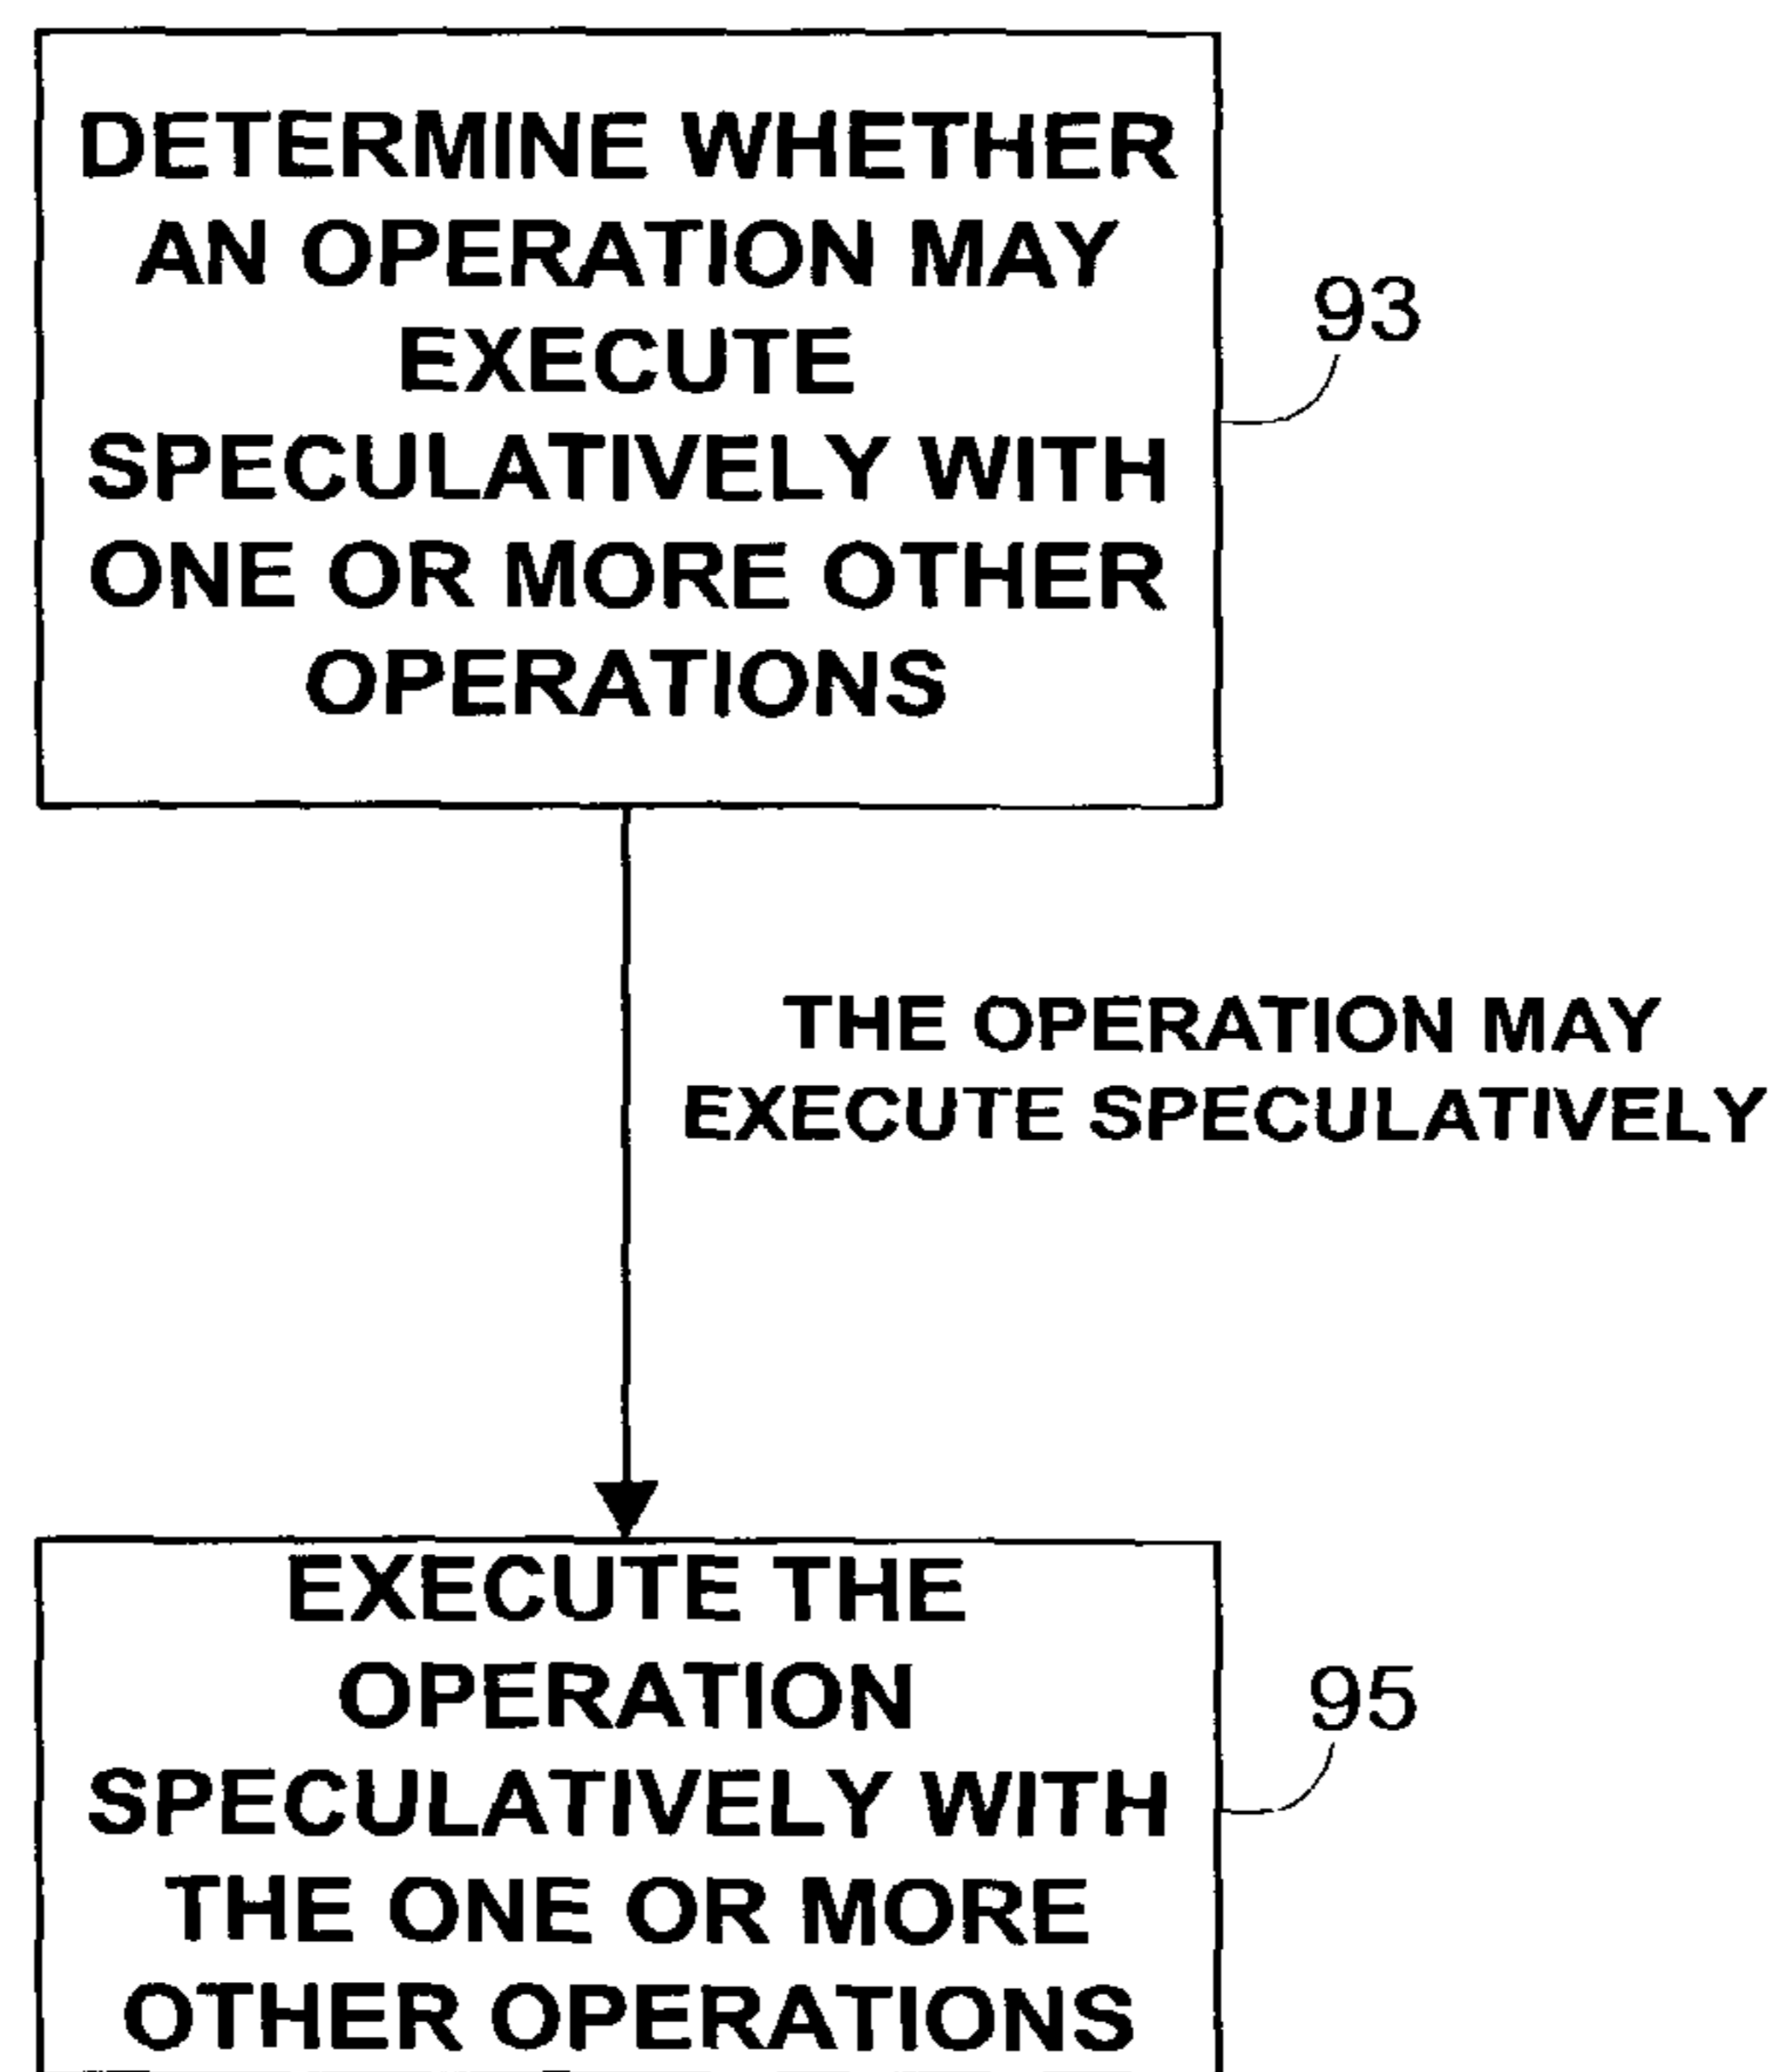 DETERMINE WHETHER
AN OPERATION MAY
EXECUTE
SPECULATIVELY WITH
ONE OR MORE OTHER
OPERATIONS
93
THE OPERATION MAY
EXECUTE SPECULATIVELY
EXECUTE THE
OPERATION
SPECULATIVELY WITH
THE ONE OR MORE
OTHER OPERATIONS
95